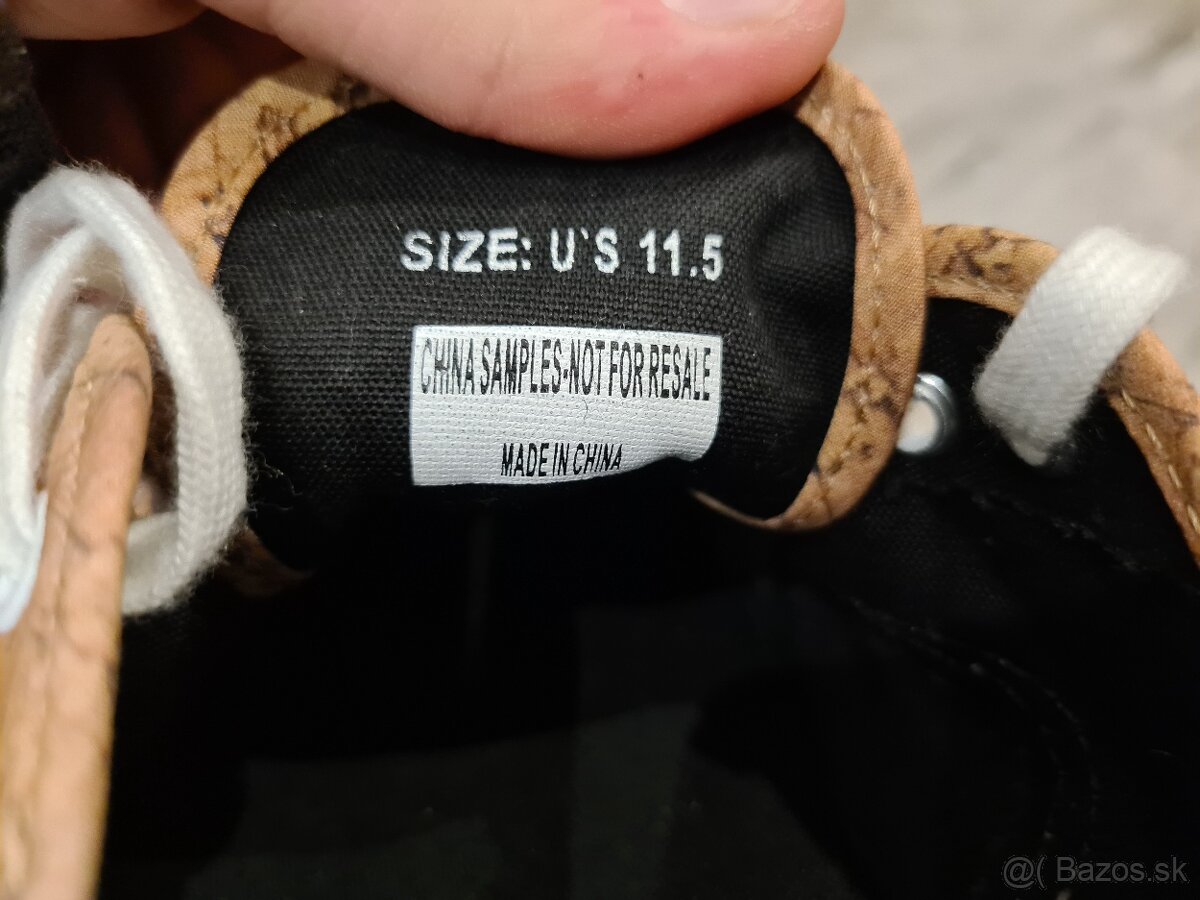 SIZE: U`S 11.5
CHINA SAMPLES-NOT FOR RESALE
MADE IN CHINA
@( Bazos.sk